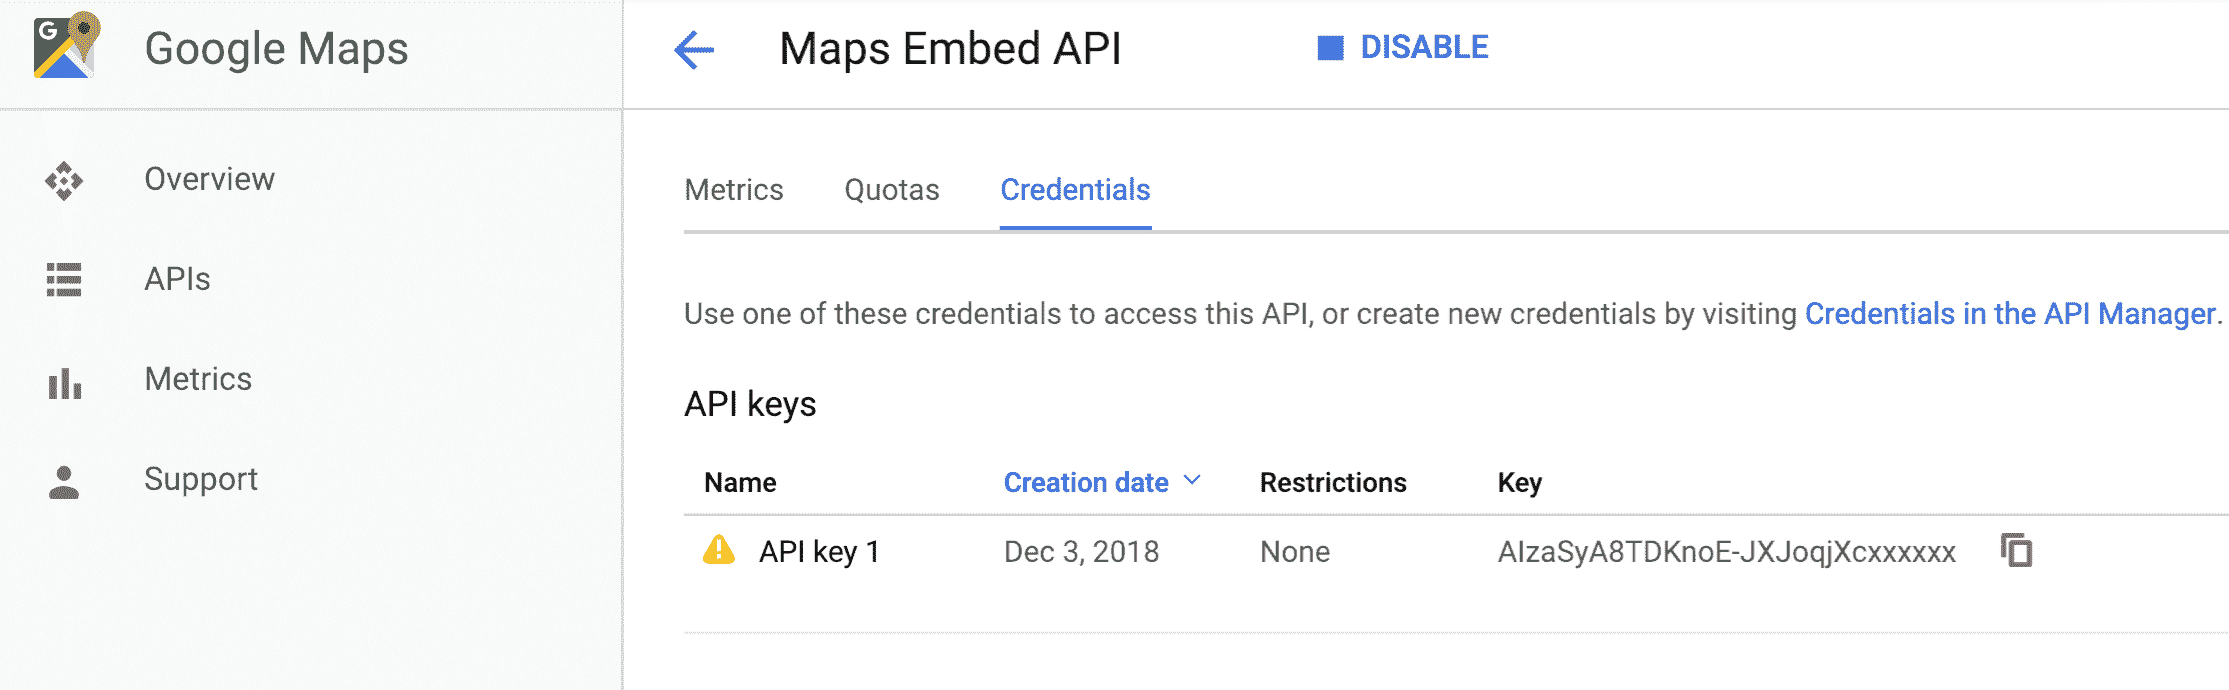 G
Google Maps
Maps Embed API
DISABLE
Overview
APIs
Metrics
Support
Metrics Quotas Credentials
Use one of these credentials to access this API, or create new credentials by visiting Credentials in the API Manager.
API keys
Name Creation date Restrictions Key
API key 1 Dec 3, 2018 None AIzaSyA8TDKnoE-JXJoqjXcxxxxxx